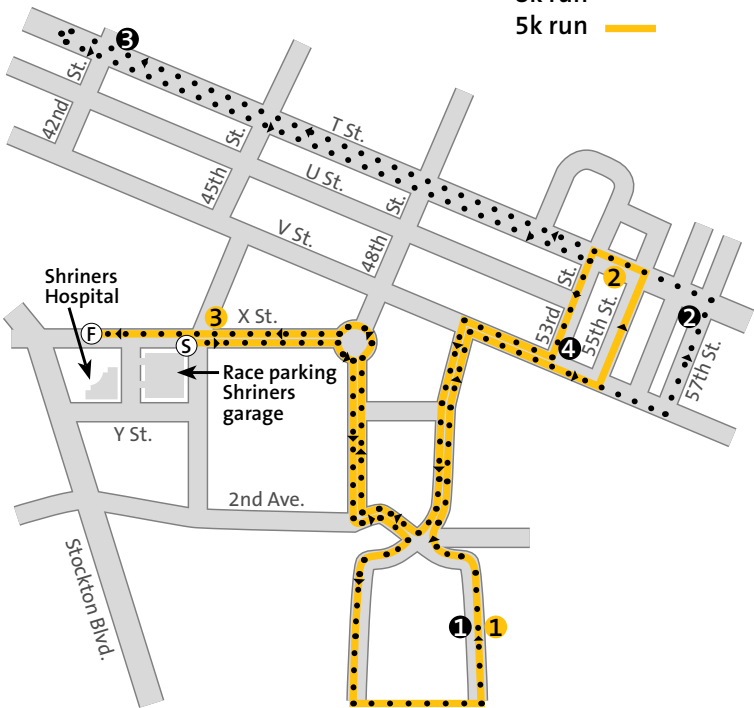 5k run
3
T St.
St.
42nd
St.
45th
U St.
St.
48th
V St.
St.
53rd
2
55th St.
2
57th St.
4
Shriners
Hospital
F
S
3
X St.
Race parking
Shriners
garage
Y St.
2nd Ave.
Stockton Blvd.
1
1